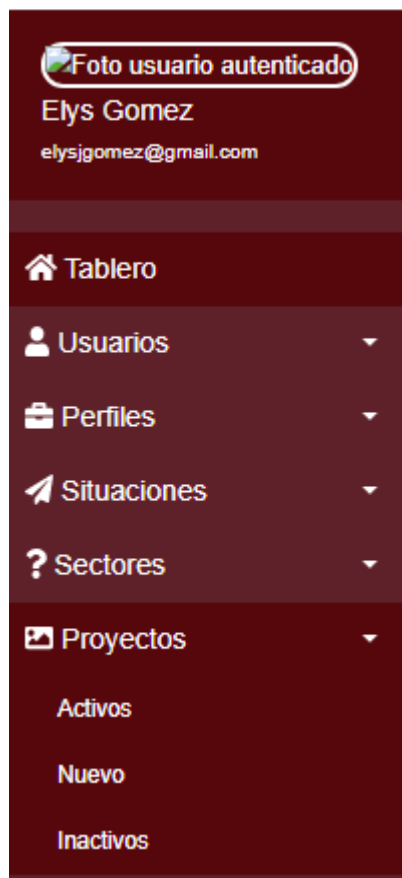 Foto usuario autenticado
Elys Gomez
elysjgomez@gmail.com
Tablero
Usuarios
Perfiles
Situaciones
Sectores
Proyectos
Activos
Nuevo
Inactivos